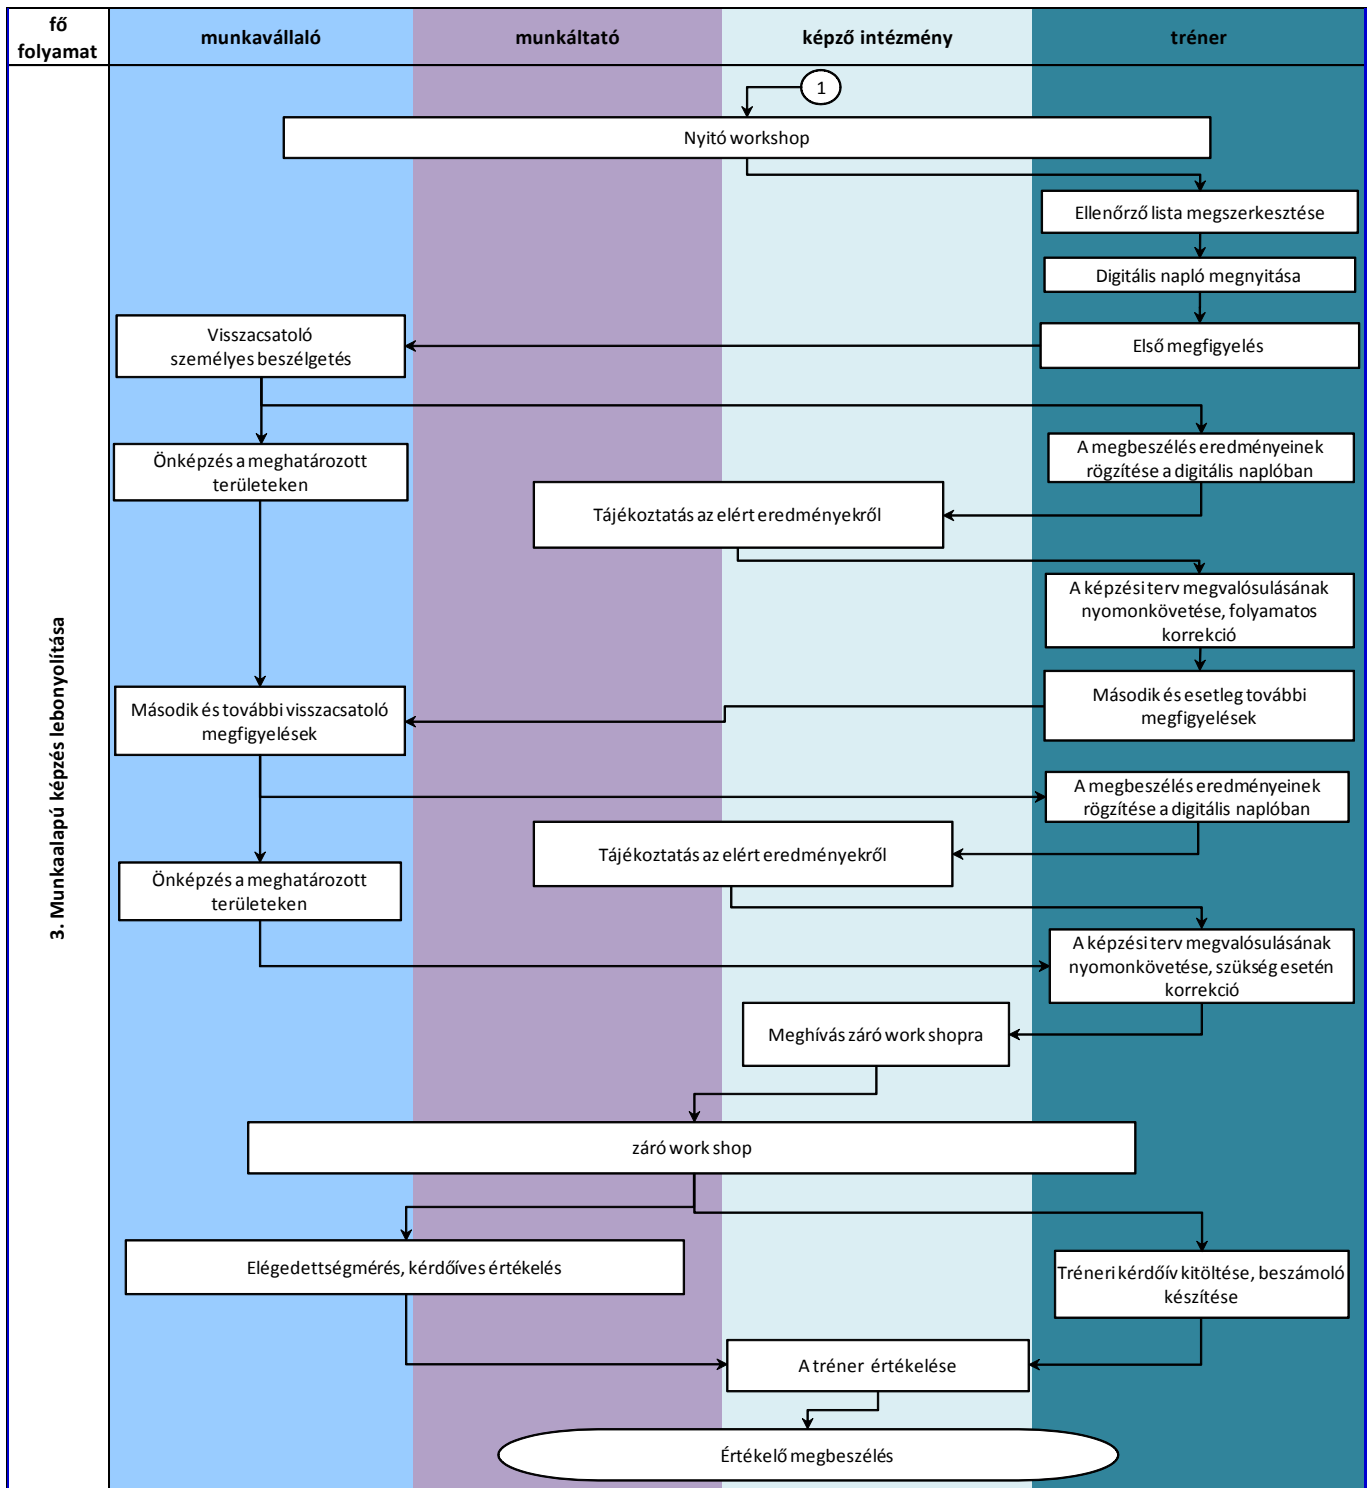 fő
folyamat
munkavállaló
munkáltató
képző intézmény
tréner
3. Munkaalapú képzés lebonyolítása
1
Nyitó workshop
Ellenőrző lista megszerkesztése
Digitális napló megnyitása
Visszacsatoló
személyes beszélgetés
Első megfigyelés
Önképzés a meghatározott
területeken
A megbeszélés eredményeinek
rögzítése a digitális naplóban
Tájékoztatás az elért eredményekről
A képzési terv megvalósulásának
nyomonkövetése, folyamatos
korrekció
Második és további visszacsatoló
megfigyelések
Második és esetleg további
megfigyelések
A megbeszélés eredményeinek
rögzítése a digitális naplóban
Tájékoztatás az elért eredményekről
Önképzés a meghatározott
területeken
A képzési terv megvalósulásának
nyomonkövetése, szükség esetén
korrekció
Meghívás záró work shopra
záró work shop
Elégedettségmérés, kérdőíves értékelés
Tréneri kérdőív kitöltése, beszámoló
készítése
A tréner értékelése
Értékelő megbeszélés